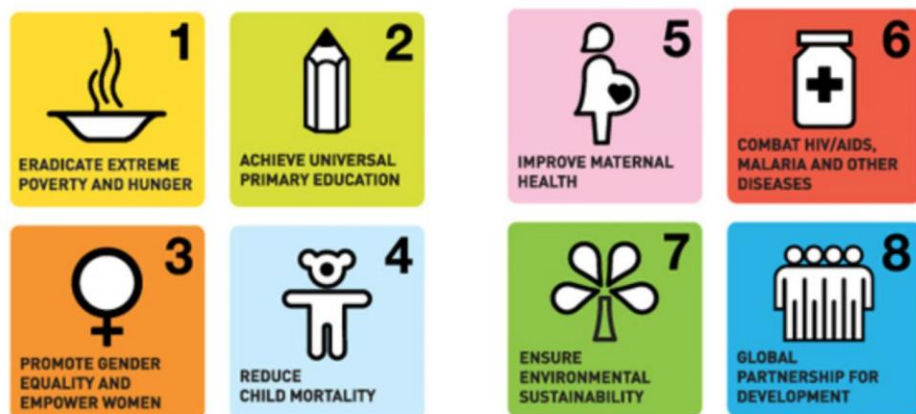 1
ERADICATE EXTREME
POVERTY AND HUNGER
2
ACHIEVE UNIVERSAL
PRIMARY EDUCATION
3
PROMOTE GENDER
EQUALITY AND
EMPOWER WOMEN
4
REDUCE
CHILD MORTALITY
5
IMPROVE MATERNAL
HEALTH
6
COMBAT HIV/AIDS,
MALARIA AND OTHER
DISEASES
7
ENSURE
ENVIRONMENTAL
SUSTAINABILITY
8
GLOBAL
PARTNERSHIP FOR
DEVELOPMENT